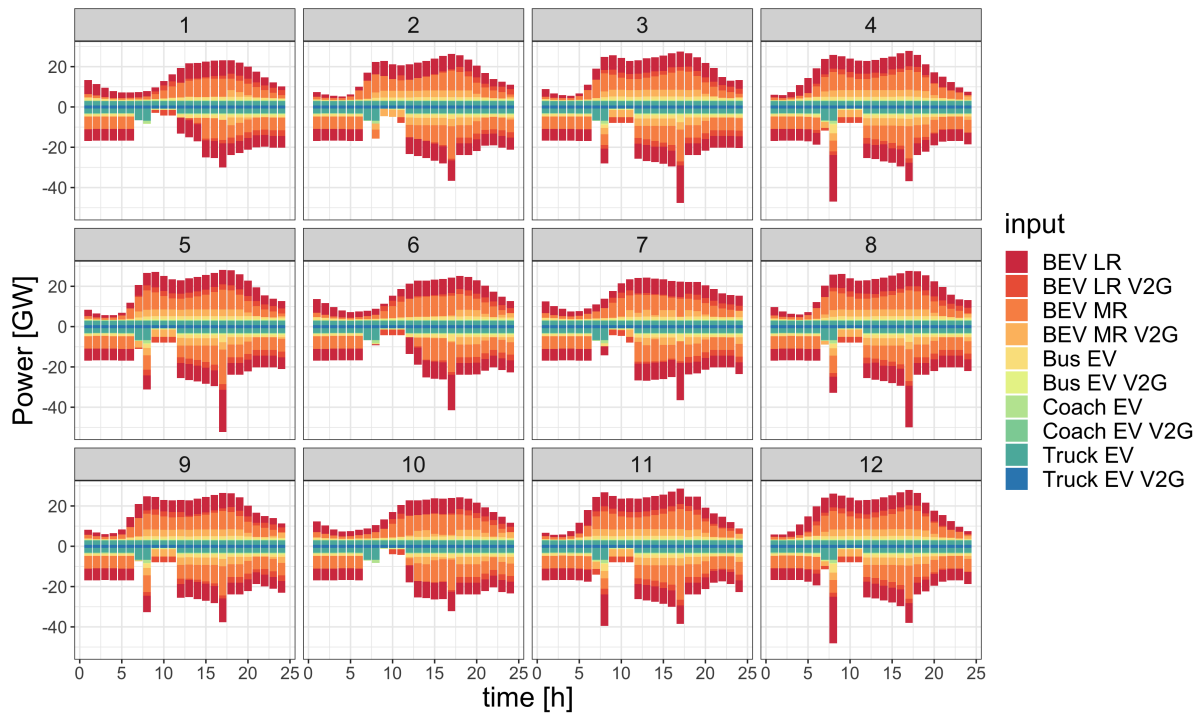 1 2 3 4
20
0
-20
-40
5 6 7 8
20
0
-20
-40
9 10 11 12
20
0
-20
-40
0 5 10 15 20 25 0 5 10 15 20 25 0 5 10 15 20 25 0 5 10 15 20 25
time [h]
Power [GW]
input
BEV LR
BEV LR V2G
BEV MR
BEV MR V2G
Bus EV
Bus EV V2G
Coach EV
Coach EV V2G
Truck EV
Truck EV V2G